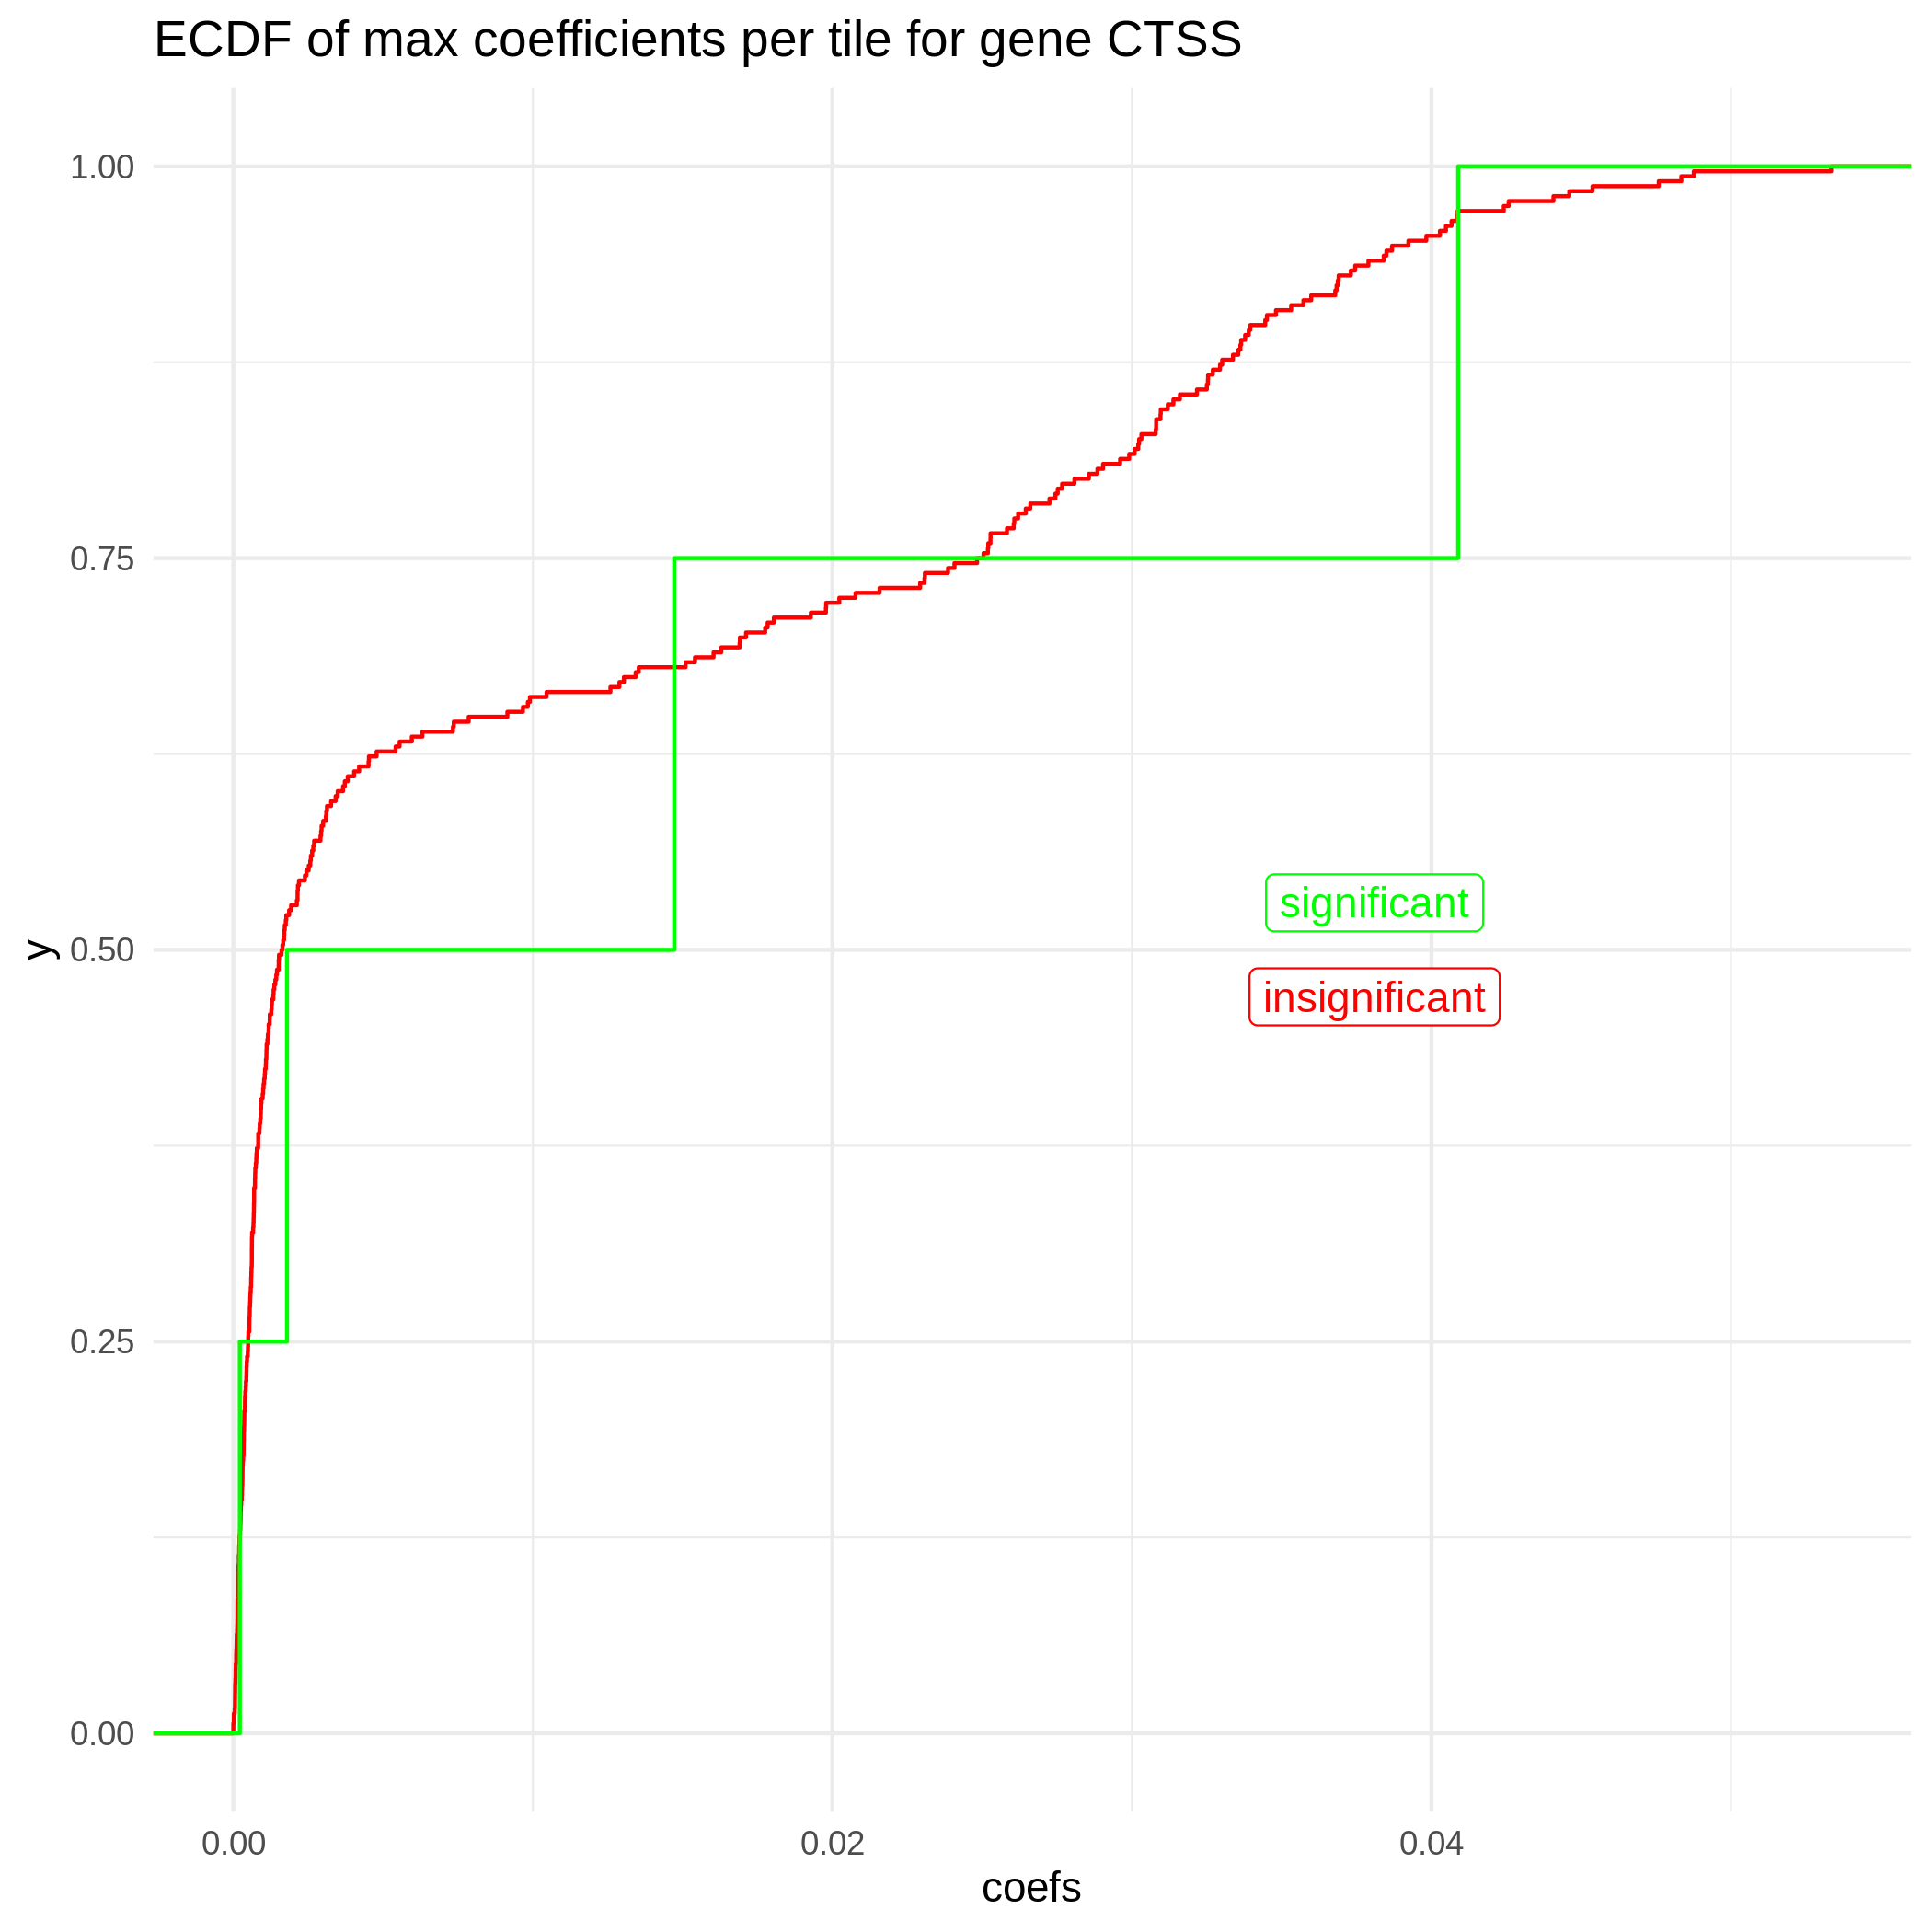 ECDF of max coefficients per tile for gene CTSS
1.00
0.75
0.50
0.25
0.00
y
significant
insignificant
0.00 0.02 0.04
coefs